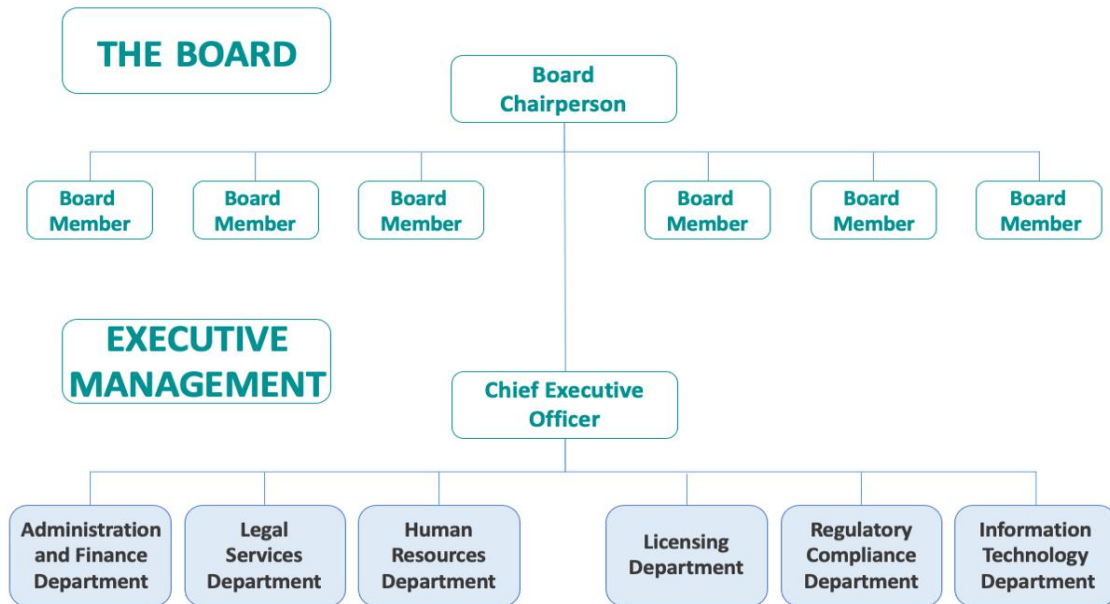 THE BOARD
Board
Chairperson
Board
Member
Board
Member
Board
Member
Board
Member
Board
Member
Board
Member
EXECUTIVE
MANAGEMENT
Chief Executive
Officer
Administration
and Finance
Department
Legal
Services
Department
Human
Resources
Department
Licensing
Department
Regulatory
Compliance
Department
Information
Technology
Department